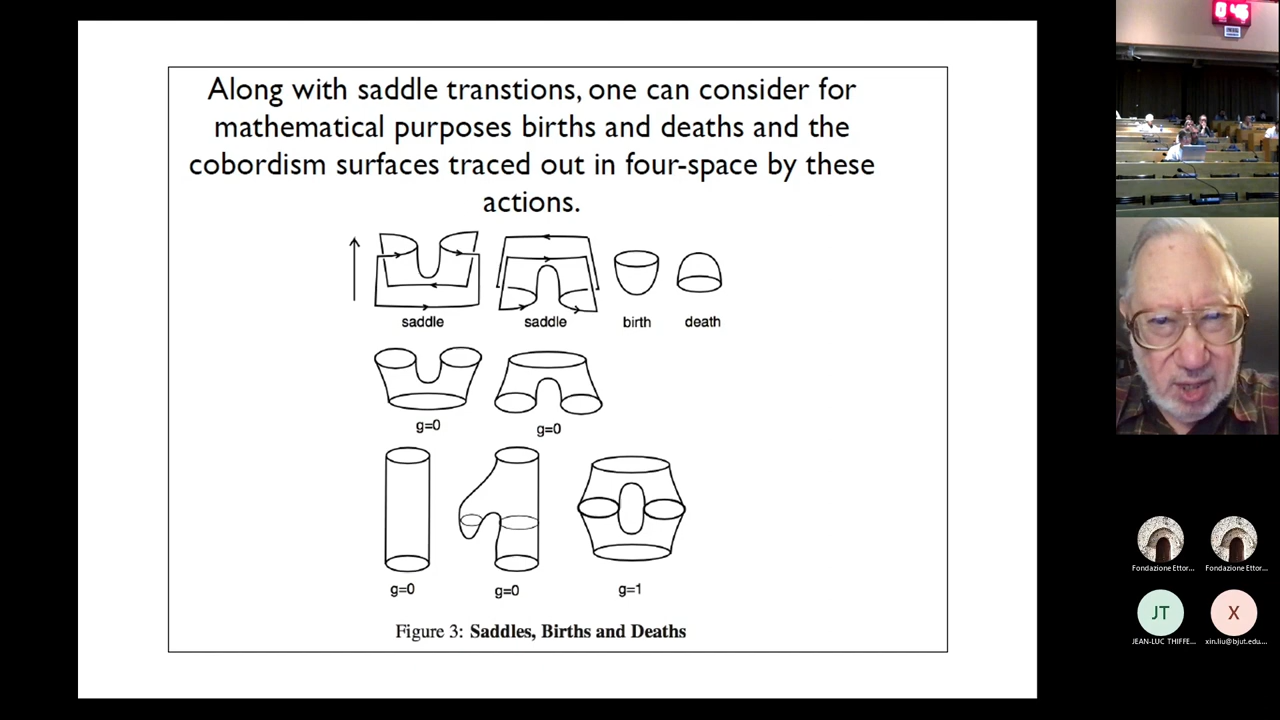 Along with saddle transtions, one can consider for
mathematical purposes births and deaths and the
cobordism surfaces traced out in four-space by these
actions.
saddle saddle birth death
g=0 g=0
g=0 g=0 g=1
Figure 3: Saddles, Births and Deaths
Fondazione Ettor... Fondazione Ettor...
JT X
JEAN-LUC THIFFE... xin.liu@bjut.edu....